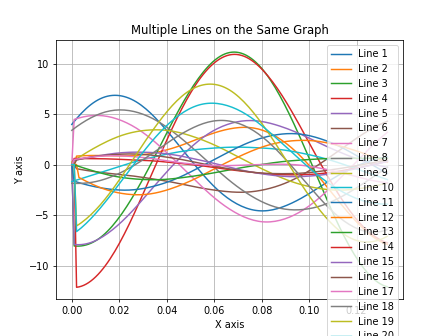 Multiple Lines on the Same Graph
Y axis
10
5
0
−5
−10
0.00
0.02
0.04
0.06
0.08
0.10
X axis
Line 1
Line 2
Line 3
Line 4
Line 5
Line 6
Line 7
Line 8
Line 9
Line 10
Line 11
Line 12
Line 13
Line 14
Line 15
Line 16
Line 17
Line 18
Line 19
Line 20